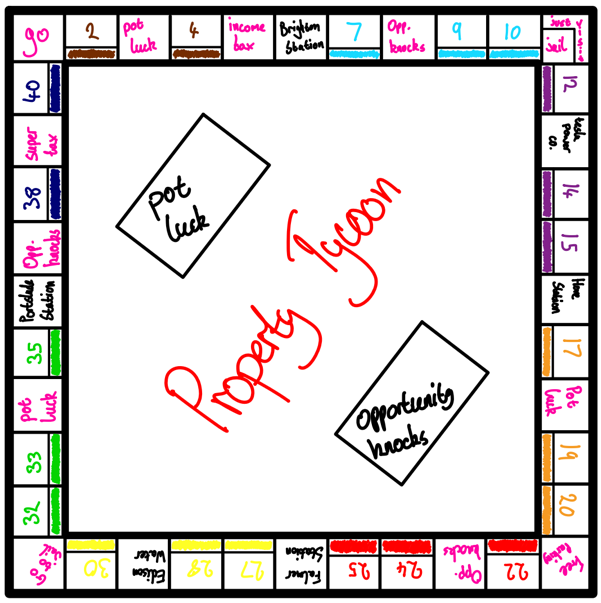 go
2
pot
luck
4
income
tax
Brighton
Station
7
Opp.
knocks
9
10
just
jail
12
tesla
power
co.
14
15
Hove
Station
17
Pot
luck
19
20
free
parking
22
Opp.
knocks
24
25
Falmer
Station
27
28
Edison
Water
30
jail
32
33
pot
luck
35
Portslade
Station
Opp.
knocks
38
super
tax
40
pot
luck
Property Tycoon
Opportunity
knocks